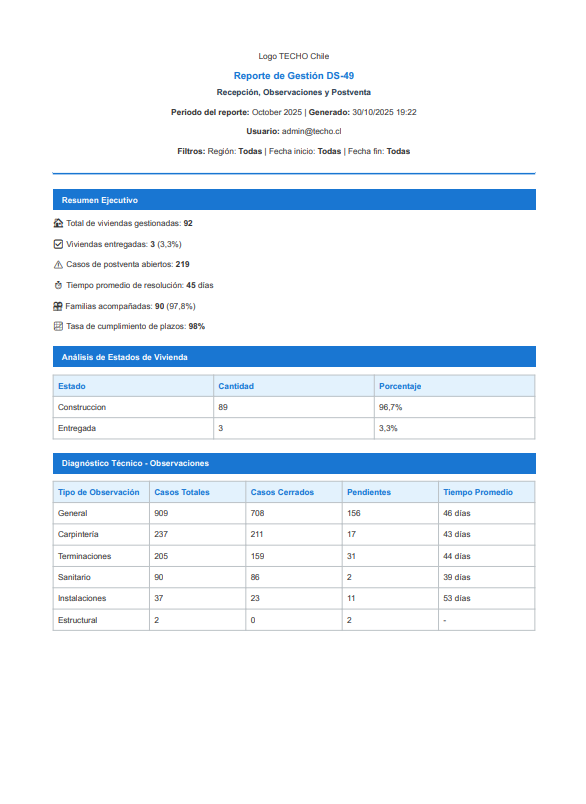 Logo TECHO Chile
Reporte de Gestión DS-49
Recepción, Observaciones y Postventa
Periodo del reporte: October 2025 | Generado: 30/10/2025 19:22
Usuario: admin@techo.cl
Filtros: Región: Todas | Fecha inicio: Todas | Fecha fin: Todas
Resumen Ejecutivo
Total de viviendas gestionadas: 92
Viviendas entregadas: 3 (3,3%)
Casos de postventa abiertos: 219
Tiempo promedio de resolución: 45 días
Familias acompañadas: 90 (97,8%)
Tasa de cumplimiento de plazos: 98%
Análisis de Estados de Vivienda
Estado Cantidad Porcentaje
Construccion 89 96,7%
Entregada 3 3,3%
Diagnóstico Técnico - Observaciones
Tipo de Observación Casos Totales Casos Cerrados Pendientes Tiempo Promedio
General 909 708 156 46 días
Carpintería 237 211 17 43 días
Terminaciones 205 159 31 44 días
Sanitario 90 86 2 39 días
Instalaciones 37 23 11 53 días
Estructural 2 0 2 -